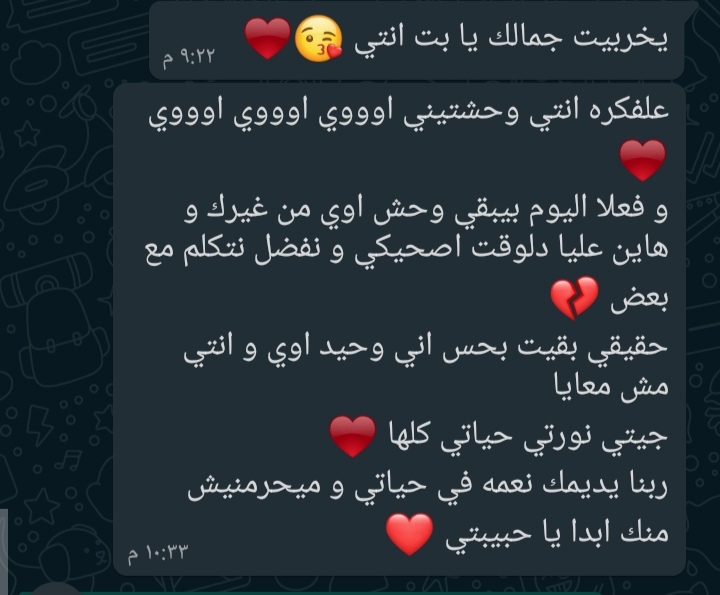 يخربيت جمالك يا بت انتي 😘♥️
٩:٢٢ م
علفكره انتي وحشتيني اوووي اوووي اوووي
♥️
و فعلا اليوم بيبقي وحش اوي من غيرك و
هاين عليا دلوقت اصحيكي و نفضل نتكلم مع
بعض 💔
حقيقي بقيت بحس اني وحيد اوي و انتي
مش معايا
جيتي نورتي حياتي كلها ♥️
ربنا يديمك نعمه في حياتي و ميحرمنيش
منك ابدا يا حبيبتي ❤️
١٠:٣٣ م